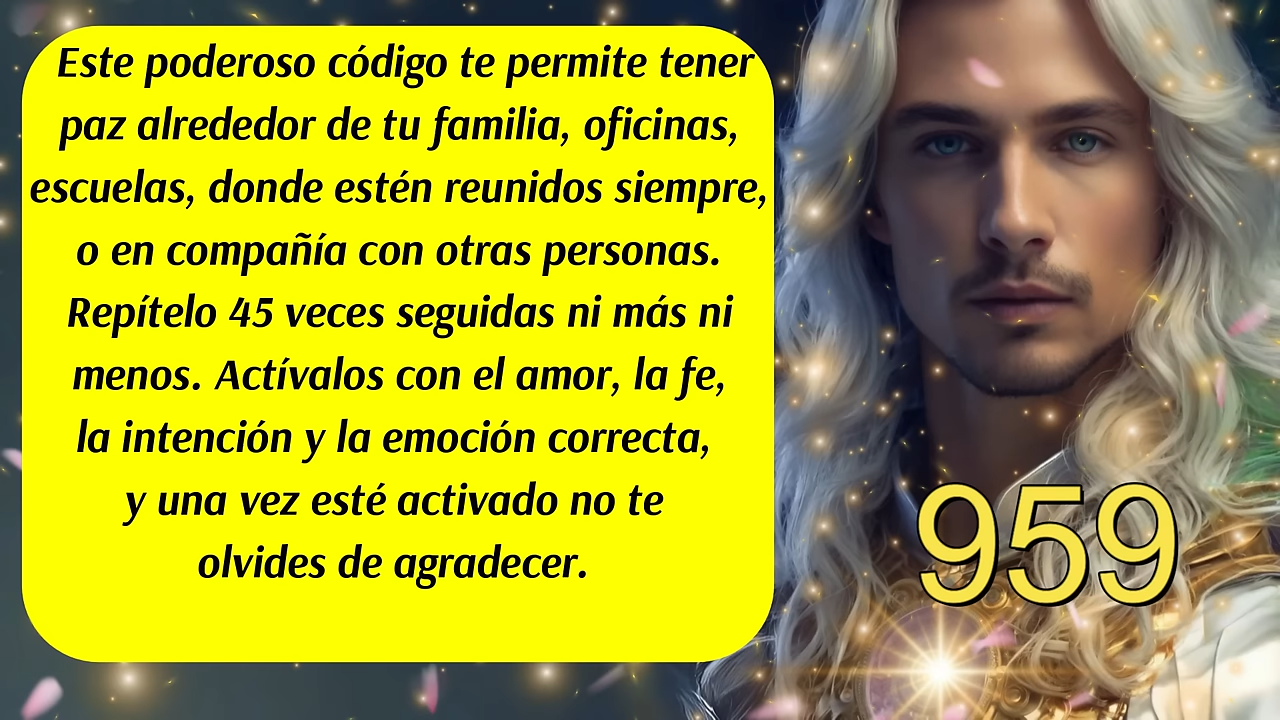 Este poderoso código te permite tener
paz alrededor de tu familia, oficinas,
escuelas, donde estén reunidos siempre,
o en compañía con otras personas.
Repítelo 45 veces seguidas ni más ni
menos. Actívalos con el amor, la fe,
la intención y la emoción correcta,
y una vez esté activado no te
olvides de agradecer.
959